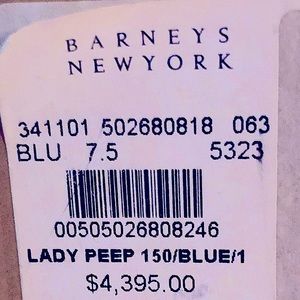 BARNEYS
NEWYORK
341101 502680818 063
BLU 7.5 5323
00505026808246
LADY PEEP 150/BLUE/1
$4,395.00